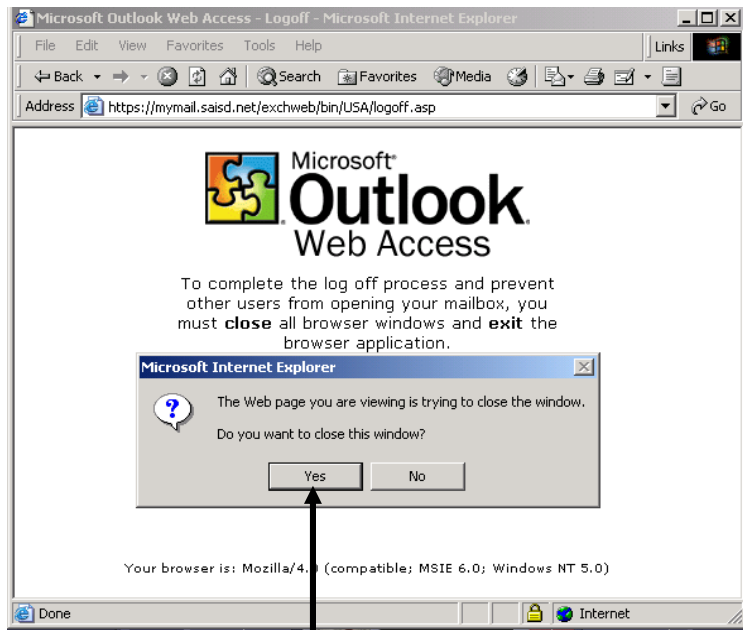 Microsoft Outlook Web Access - Logoff - Microsoft Internet Explorer
File Edit View Favorites Tools Help Links
Back Search Favorites Media
Address https://mymail.saisd.net/exchweb/bin/USA/logoff.asp Go
Microsoft
Outlook.
Web Access
To complete the log off process and prevent
other users from opening your mailbox, you
must close all browser windows and exit the
browser application.
Microsoft Internet Explorer
The Web page you are viewing is trying to close the window.
Do you want to close this window?
Yes No
Your browser is: Mozilla/4. (compatible; MSIE 6.0; Windows NT 5.0)
Done Internet